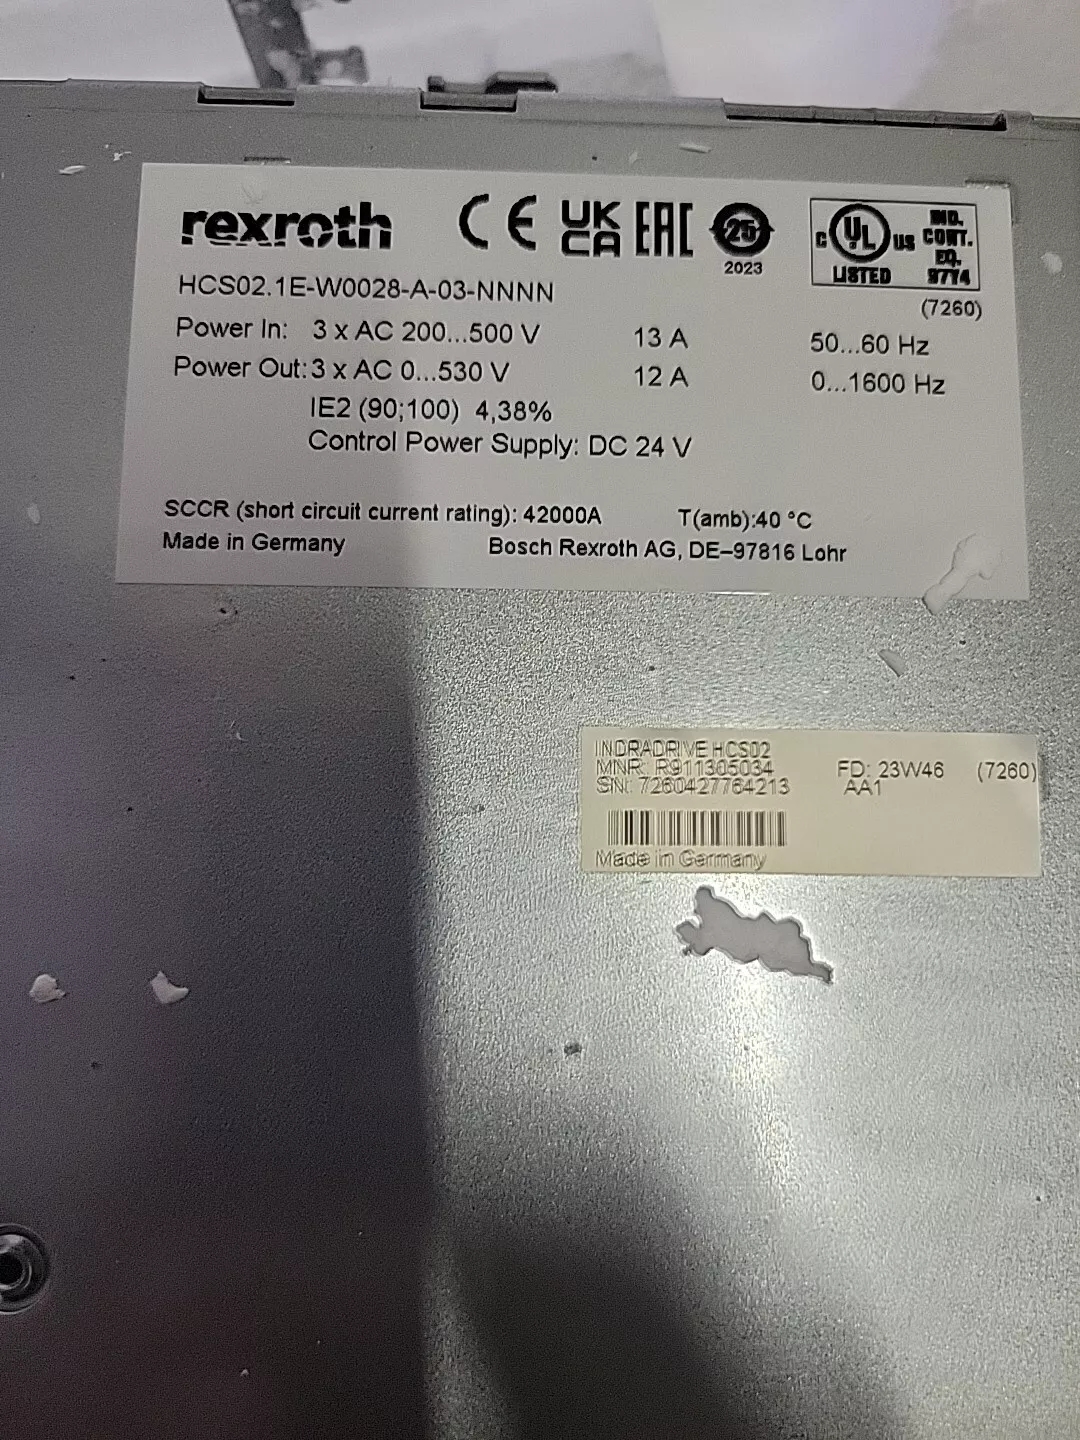 rexroth CE UK CA EAC 25 2023 C UL US LISTED IND. CONT. EQ. 97Y4
HCS02.1E-W0028-A-03-NNNN (7260)
Power In: 3 x AC 200...500 V 13 A 50...60 Hz
Power Out: 3 x AC 0...530 V 12 A 0...1600 Hz
IE2 (90;100) 4,38%
Control Power Supply: DC 24 V
SCCR (short circuit current rating): 42000A T(amb):40 °C
Made in Germany Bosch Rexroth AG, DE-97816 Lohr
INDRADRIVE HCS02
MNR: R911305034 FD: 23W46 (7260)
SN: 7260427764213 AA1
Made in Germany